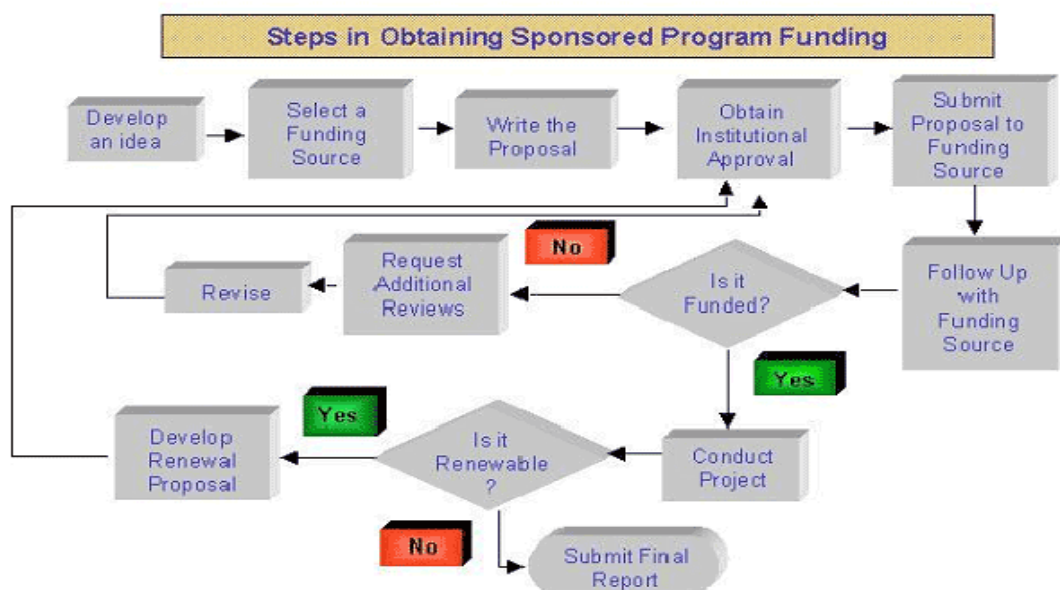 Steps in Obtaining Sponsored Program Funding
Develop
an idea
Select a
Funding
Source
Write the
Proposal
Obtain
Institutional
Approval
Submit
Proposal to
Funding
Source
No
Revise
Request
Additional
Reviews
Is it
Funded?
Follow Up
with
Funding
Source
Yes
Yes
Develop
Renewal
Proposal
Is it
Renewable
?
Conduct
Project
No
Submit Final
Report